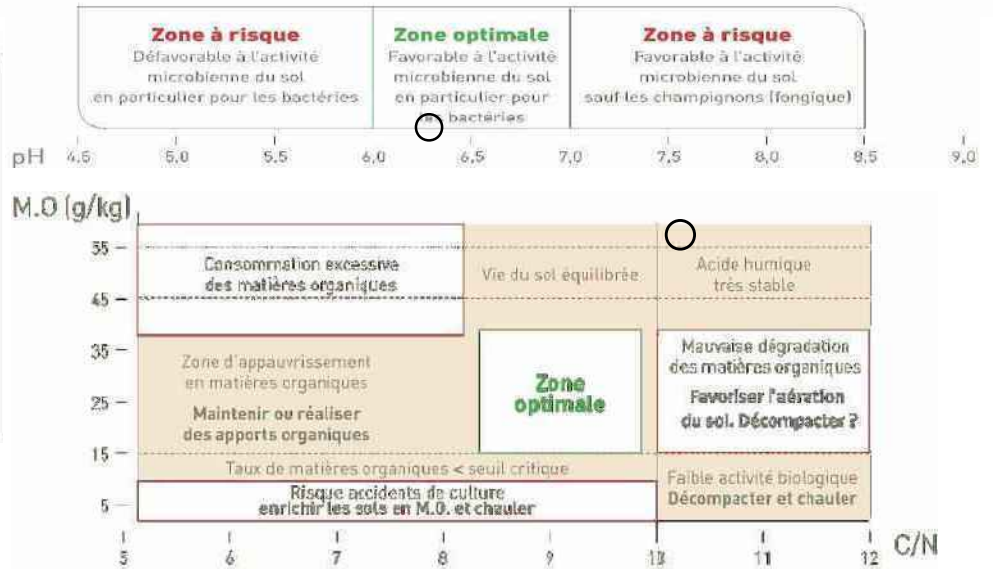 Zone à risque
Défavorable à l'activité
microbienne du sol
en particulier pour les bactéries
Zone optimale
Favorable à l'activité
microbienne du sol
en particulier pour
les bactéries
Zone à risque
Favorable à l'activité
microbienne du sol
sauf les champignons (fongique)
pH 4.5 5.0 5.5 6.0 6.5 7.0 7.5 8.0 8.5 9.0
M.O (g/kg)
55
45
35
25
15
5
Consommation excessive
des matières organiques
Vie du sol équilibrée
Acide humique
très stable
Zone d'appauvrissement
en matières organiques
Maintenir ou réaliser
des apports organiques
Zone
optimale
Mauvaise dégradation
des matières organiques
Favoriser l'aération
du sol. Décompacter ?
Taux de matières organiques < seuil critique
Risque accidents de culture
enrichir les sols en M.O. et chauler
Faible activité biologique
Décompacter et chauler
5 6 7 8 9 10 11 12 C/N